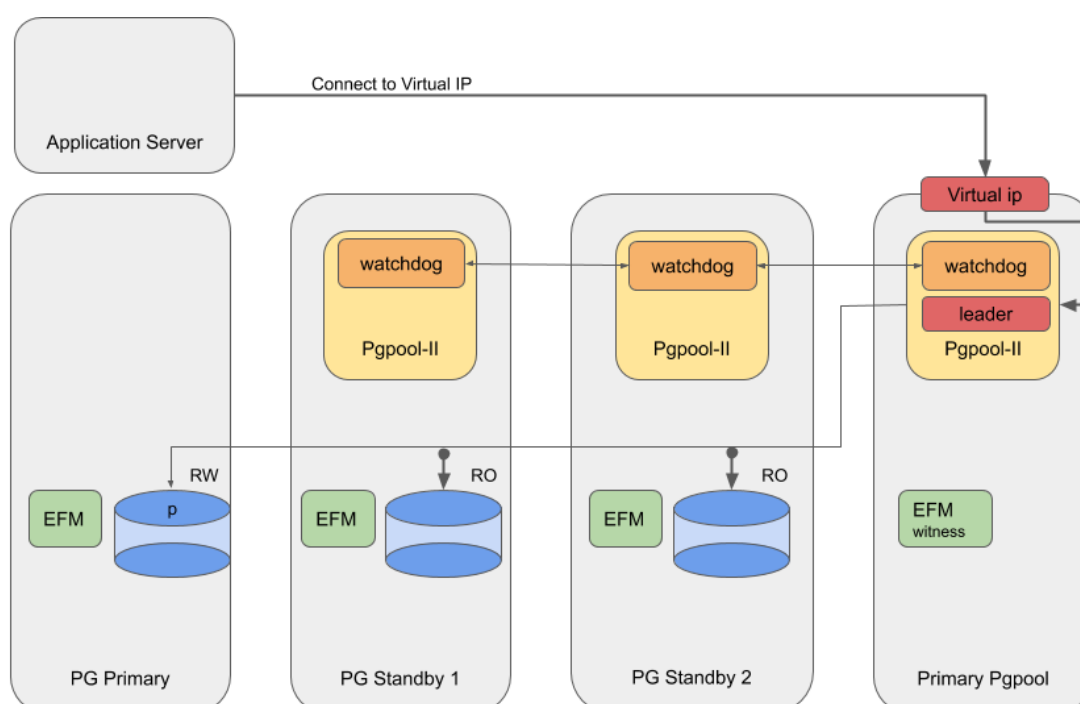 Connect to Virtual IP
Application Server
Virtual ip
watchdog
watchdog
watchdog
leader
Pgpool-II
Pgpool-II
Pgpool-II
RW
RO
RO
EFM
p
EFM
EFM
EFM
witness
PG Primary
PG Standby 1
PG Standby 2
Primary Pgpool